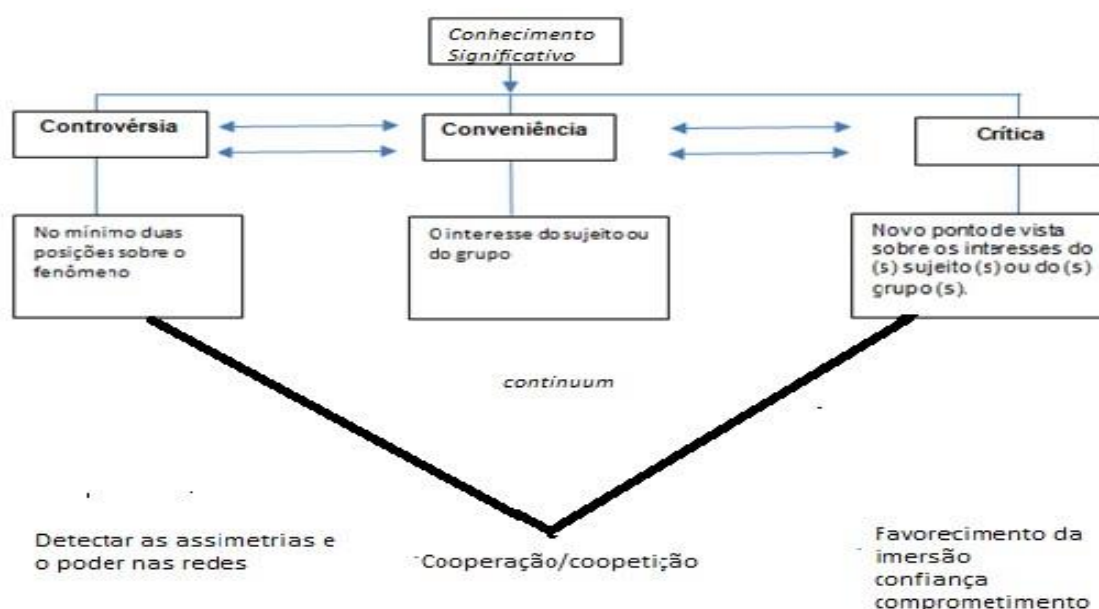 Conhecimento
Significativo
Controvérsia
Conveniência
Crítica
No mínimo duas
posições sobre o
fenômeno
O interesse do sujeito ou
do grupo
Novo ponto de vista
sobre os interesses do
(s) sujeito (s) ou do (s)
grupo (s).
continuum
Detectar as assimetrias e
o poder nas redes
Cooperação/coopetição
Favorecimento da
imersão
confiança
comprometimento